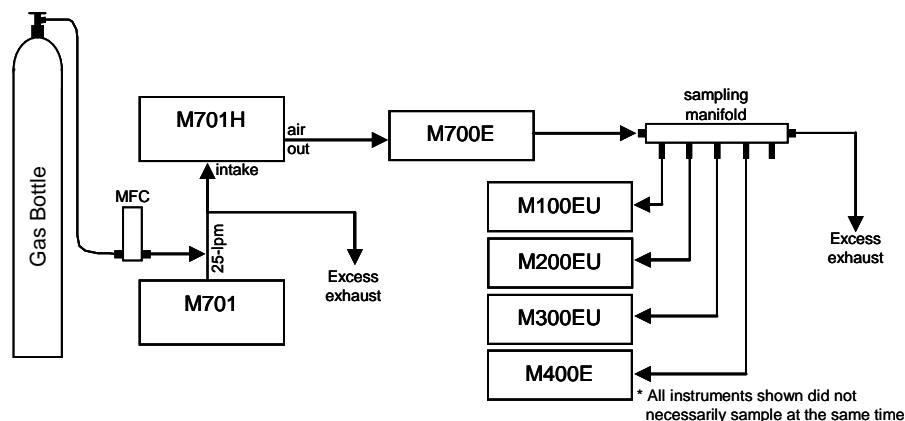 Gas Bottle
MFC
M701H
air
out
intake
25-lpm
M701
Excess
exhaust
M700E
sampling
manifold
M100EU
M200EU
M300EU
M400E
Excess
exhaust
* All instruments shown did not
necessarily sample at the same time